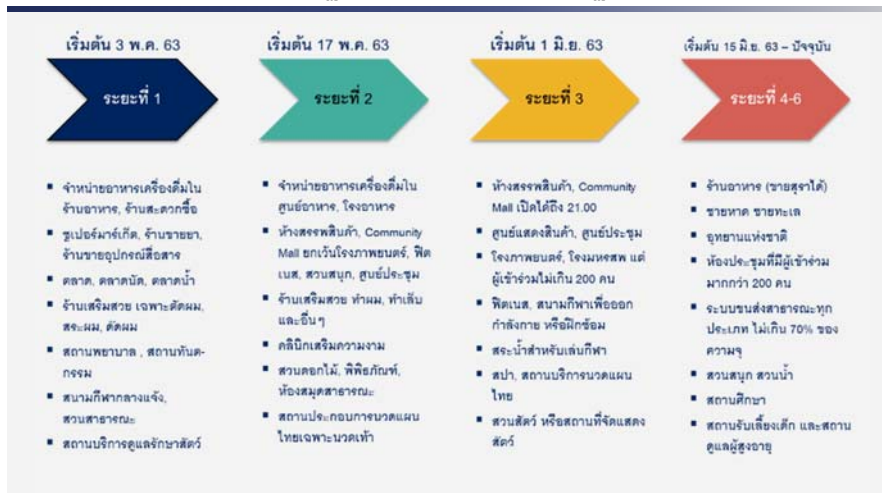 เริ่มต้น 3 พ.ค. 63
ระยะที่ 1
จำหน่ายอาหารเครื่องดื่มใน
ร้านอาหาร, ร้านสะดวกซื้อ
ซูเปอร์มาร์เก็ต, ร้านขายยา,
ร้านขายอุปกรณ์สื่อสาร
ตลาด, ตลาดนัด, ตลาดน้ำ
ร้านเสริมสวย เฉพาะตัดผม,
สระผม, ตัดผม
สถานพยาบาล , สถานทันต-
กรรม
สนามกีฬากลางแจ้ง,
สวนสาธารณะ
สถานบริการดูแลรักษาสัตว์
เริ่มต้น 17 พ.ค. 63
ระยะที่ 2
จำหน่ายอาหารเครื่องดื่มใน
ศูนย์อาหาร, โรงอาหาร
ห้างสรรพสินค้า, Community
Mall ยกเว้นโรงภาพยนตร์, ฟิต
เนส, สวนสนุก, ศูนย์ประชุม
ร้านเสริมสวย ทำผม, ทำเล็บ
และอื่นๆ
คลินิกเสริมความงาม
สวนดอกไม้, พิพิธภัณฑ์,
ห้องสมุดสาธารณะ
สถานประกอบการนวดแผน
ไทยเฉพาะนวดเท้า
เริ่มต้น 1 มิ.ย. 63
ระยะที่ 3
ห้างสรรพสินค้า, Community
Mall เปิดได้ถึง 21.00
ศูนย์แสดงสินค้า, ศูนย์ประชุม
โรงภาพยนตร์, โรงมหรสพ แต่
ผู้เข้าร่วมไม่เกิน 200 คน
ฟิตเนส, สนามกีฬาเพื่อออก
กำลังกาย หรือฝึกซ้อม
สระน้ำสำหรับเล่นกีฬา
สปา, สถานบริการนวดแผน
ไทย
สวนสัตว์ หรือสถานที่จัดแสดง
สัตว์
เริ่มต้น 15 มิ.ย. 63 – ปัจจุบัน
ระยะที่ 4-6
ร้านอาหาร (ขายสุราได้)
ชายหาด ชายทะเล
อุทยานแห่งชาติ
ห้องประชุมที่มีผู้เข้าร่วม
มากกว่า 200 คน
ระบบขนส่งสาธารณะทุก
ประเภท ไม่เกิน 70% ของ
ความจุ
สวนสนุก สวนน้ำ
สถานศึกษา
สถานรับเลี้ยงเด็ก และสถาน
ดูแลผู้สูงอายุ